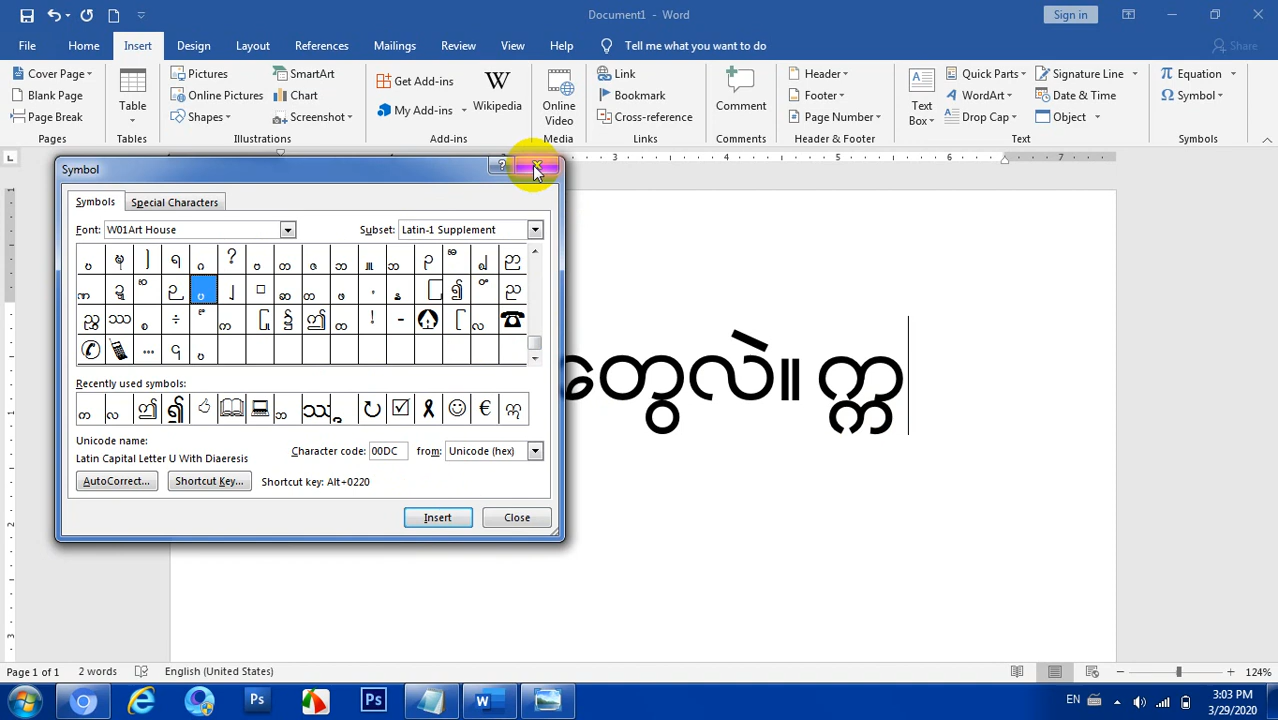 Document1 - Word
Sign in
File Home Insert Design Layout References Mailings Review View Help Tell me what you want to do Share
Cover Page
Blank Page
Page Break
Pages
Table
Tables
Pictures
Online Pictures
Shapes
SmartArt
Chart
Screenshot
Illustrations
Get Add-ins
My Add-ins
Wikipedia
Add-ins
Online Video
Media
Link
Bookmark
Cross-reference
Links
Comment
Comments
Header
Footer
Page Number
Header & Footer
Text Box
Quick Parts
WordArt
Drop Cap
Signature Line
Date & Time
Object
Text
Equation
Symbol
Symbols
Symbol
Symbols Special Characters
Font: W01Art House Subset: Latin-1 Supplement
Recently used symbols:
Unicode name:
Latin Capital Letter U With Diaeresis
Character code: 00DC from: Unicode (hex)
AutoCorrect... Shortcut Key... Shortcut key: Alt+0220
Insert Close
တွေလဲ။ က္က
Page 1 of 1 2 words English (United States) 124%
EN 3:03 PM
3/29/2020